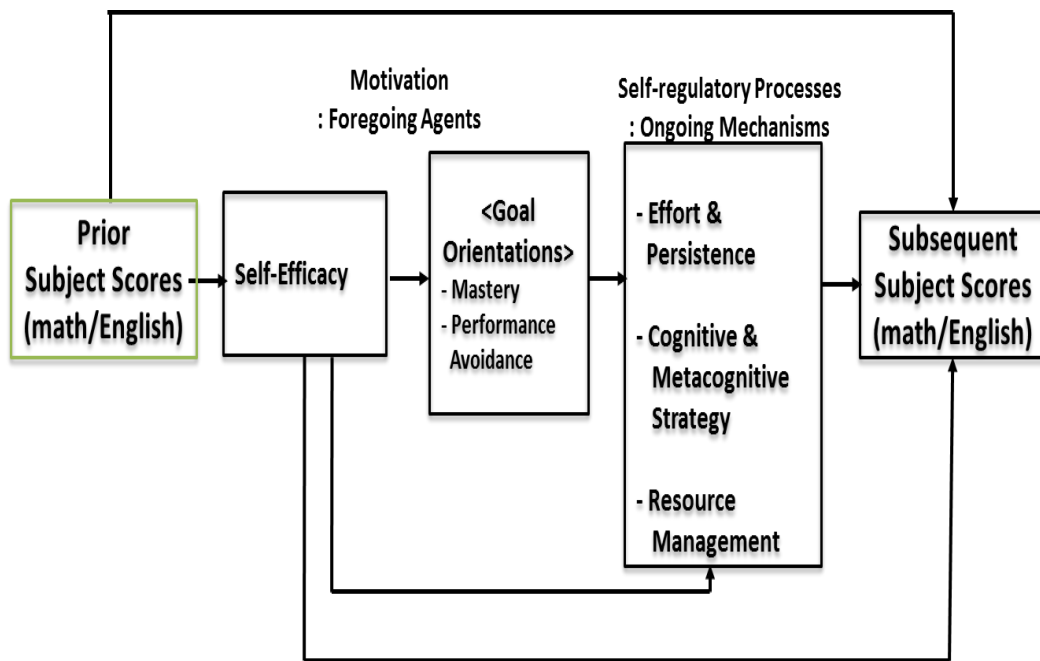 Motivation
: Foregoing Agents
Self-regulatory Processes
: Ongoing Mechanisms
Prior
Subject Scores
(math/English)
Self-Efficacy
<Goal
Orientations>
- Mastery
- Performance
Avoidance
- Effort &
Persistence
- Cognitive &
Metacognitive
Strategy
- Resource
Management
Subsequent
Subject Scores
(math/English)